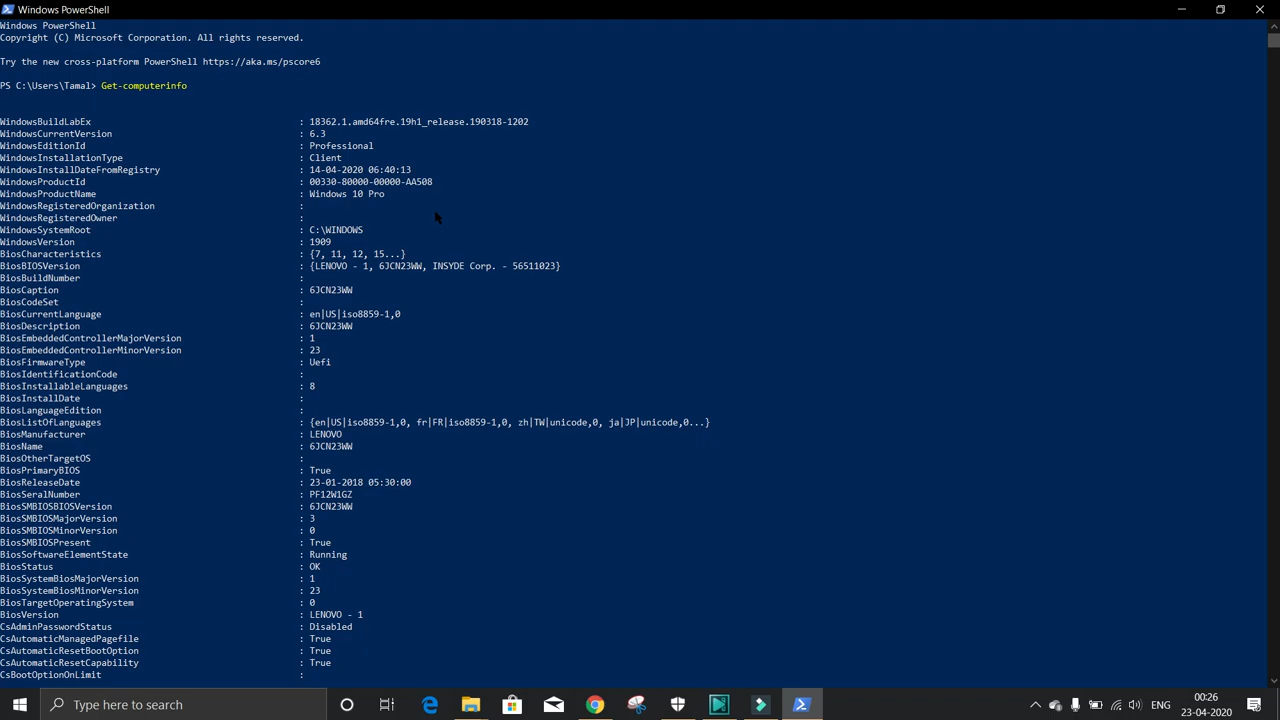 Windows PowerShell
Windows PowerShell
Copyright (C) Microsoft Corporation. All rights reserved.
Try the new cross-platform PowerShell https://aka.ms/pscore6
PS C:\Users\Tamal> Get-computerinfo
WindowsBuildLabEx : 18362.1.amd64fre.19h1_release.190318-1202
WindowsCurrentVersion : 6.3
WindowsEditionId : Professional
WindowsInstallationType : Client
WindowsInstallDateFromRegistry : 14-04-2020 06:40:13
WindowsProductId : 00330-80000-00000-AA508
WindowsProductName : Windows 10 Pro
WindowsRegisteredOrganization :
WindowsRegisteredOwner :
WindowsSystemRoot : C:\WINDOWS
WindowsVersion : 1909
BiosCharacteristics : {7, 11, 12, 15...}
BiosBIOSVersion : {LENOVO - 1, 6JCN23WW, INSYDE Corp. - 56511023}
BiosBuildNumber :
BiosCaption : 6JCN23WW
BiosCodeSet :
BiosCurrentLanguage : en|US|iso8859-1,0
BiosDescription : 6JCN23WW
BiosEmbeddedControllerMajorVersion : 1
BiosEmbeddedControllerMinorVersion : 23
BiosFirmwareType : Uefi
BiosIdentificationCode :
BiosInstallableLanguages : 8
BiosInstallDate :
BiosLanguageEdition :
BiosListOfLanguages : {en|US|iso8859-1,0, fr|FR|iso8859-1,0, zh|TW|unicode,0, ja|JP|unicode,0...}
BiosManufacturer : LENOVO
BiosName : 6JCN23WW
BiosOtherTargetOS :
BiosPrimaryBIOS : True
BiosReleaseDate : 23-01-2018 05:30:00
BiosSeralNumber : PF12W1GZ
BiosSMBIOSBIOSVersion : 6JCN23WW
BiosSMBIOSMajorVersion : 3
BiosSMBIOSMinorVersion : 0
BiosSMBIOSPresent : True
BiosSoftwareElementState : Running
BiosStatus : OK
BiosSystemBiosMajorVersion : 1
BiosSystemBiosMinorVersion : 23
BiosTargetOperatingSystem : 0
BiosVersion : LENOVO - 1
CsAdminPasswordStatus : Disabled
CsAutomaticManagedPagefile : True
CsAutomaticResetBootOption : True
CsAutomaticResetCapability : True
CsBootOptionOnLimit :
Type here to search
ENG
00:26
23-04-2020